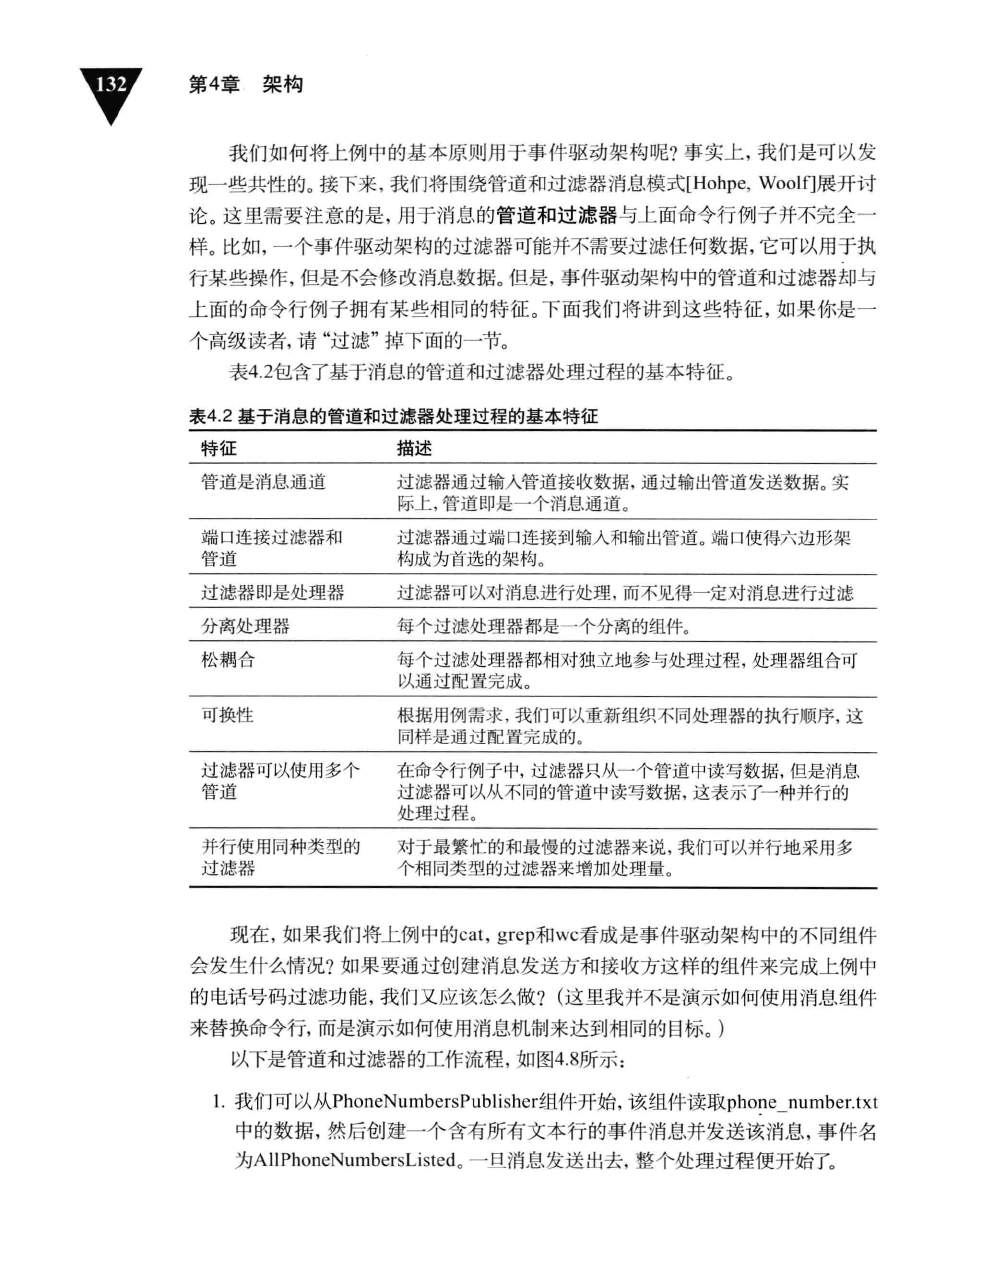 132
第4章 架构
我们如何将上例中的基本原则用于事件驱动架构呢？事实上，我们是可以发
现一些共性的。接下来，我们将围绕管道和过滤器消息模式[Hohpe, Woolf]展开讨
论。这里需要注意的是，用于消息的管道和过滤器与上面命令行例子并不完全一
样。比如，一个事件驱动架构的过滤器可能并不需要过滤任何数据，它可以用于执
行某些操作，但是不会修改消息数据。但是，事件驱动架构中的管道和过滤器却与
上面的命令行例子拥有某些相同的特征。下面我们将讲到这些特征，如果你是一
个高级读者，请“过滤”掉下面的一节。
表4.2包含了基于消息的管道和过滤器处理过程的基本特征。
表4.2 基于消息的管道和过滤器处理过程的基本特征
特征 描述
管道是消息通道 过滤器通过输入管道接收数据，通过输出管道发送数据。实
际上，管道即是一个消息通道。
端口连接过滤器和 过滤器通过端口连接到输入和输出管道。端口使得六边形架
管道 构成为首选的架构。
过滤器即是处理器 过滤器可以对消息进行处理，而不见得一定对消息进行过滤
分离处理器 每个过滤处理器都是一个分离的组件。
松耦合 每个过滤处理器都相对独立地参与处理过程，处理器组合可
以通过配置完成。
可换性 根据用例需求，我们可以重新组织不同处理器的执行顺序，这
同样是通过配置完成的。
过滤器可以使用多个 在命令行例子中，过滤器只从一个管道中读写数据，但是消息
管道 过滤器可以从不同的管道中读写数据，这表示了一种并行的
处理过程。
并行使用同种类型的 对于最繁忙的和最慢的过滤器来说，我们可以并行地采用多
过滤器 个相同类型的过滤器来增加处理量。
现在，如果我们将上例中的cat，grep和wc看成是事件驱动架构中的不同组件
会发生什么情况？如果要通过创建消息发送方和接收方这样的组件来完成上例中
的电话号码过滤功能，我们又应该怎么做？（这里我并不是演示如何使用消息组件
来替换命令行，而是演示如何使用消息机制来达到相同的目标。）
以下是管道和过滤器的工作流程，如图4.8所示：
1. 我们可以从PhoneNumbersPublisher组件开始，该组件读取phone_number.txt
中的数据，然后创建一个含有所有文本行的事件消息并发送该消息，事件名
为AllPhoneNumbersListed。一旦消息发送出去，整个处理过程便开始了。